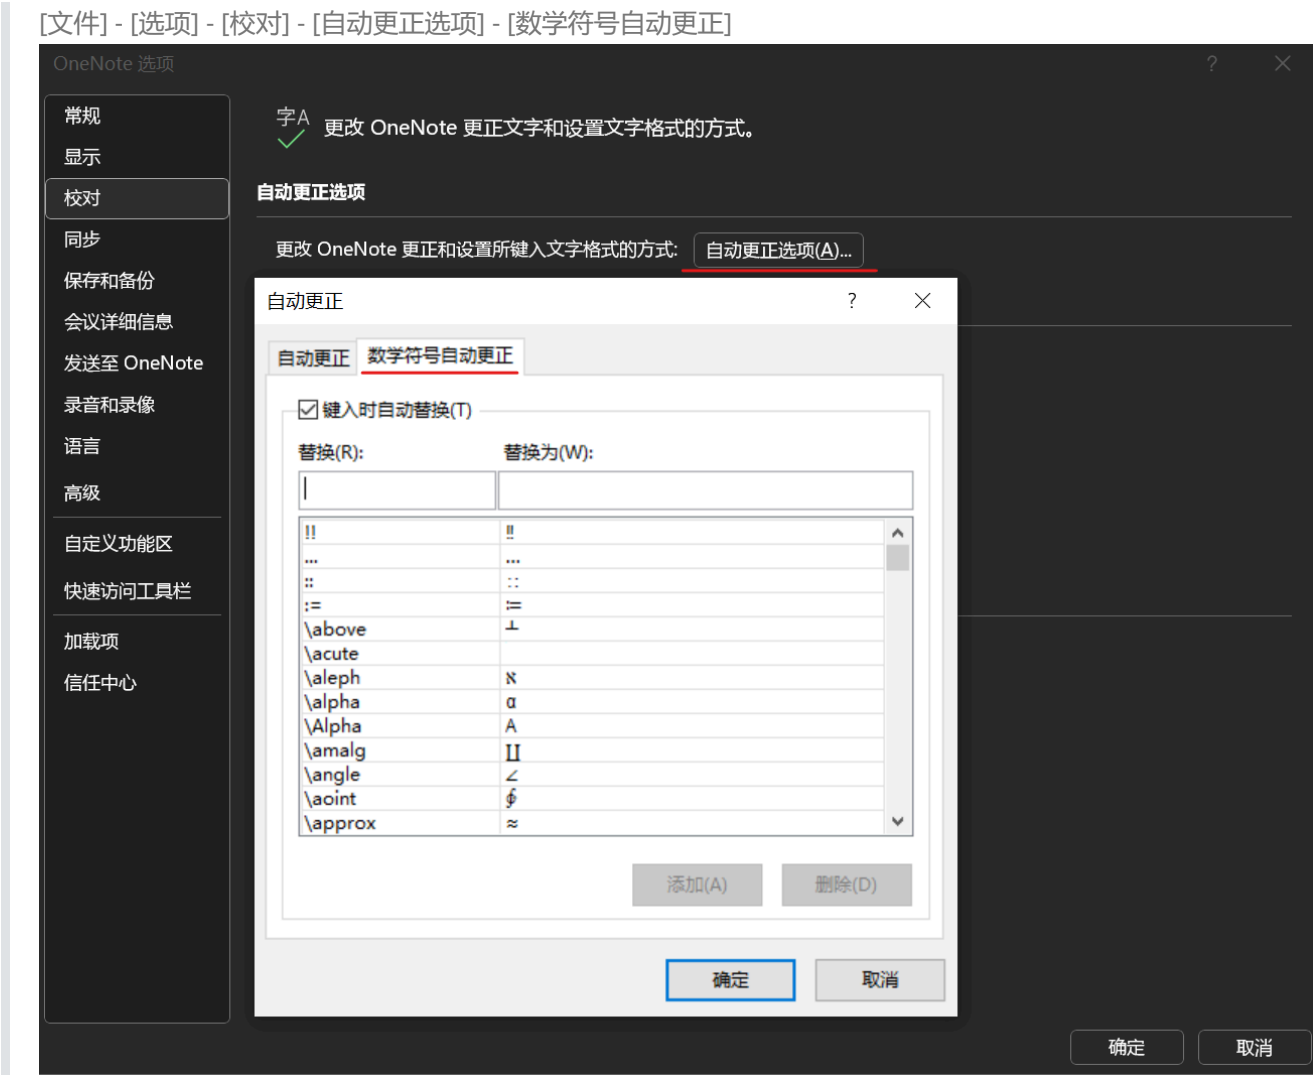 [文件] - [选项] - [校对] - [自动更正选项] - [数学符号自动更正]
OneNote 选项
?
常规
显示
校对
同步
保存和备份
会议详细信息
发送至 OneNote
录音和录像
语言
高级
自定义功能区
快速访问工具栏
加载项
信任中心
字A 更改 OneNote 更正文字和设置文字格式的方式。
自动更正选项
更改 OneNote 更正和设置所键入文字格式的方式: 自动更正选项(A)...
自动更正 ?
自动更正 数学符号自动更正
键入时自动替换(T)
替换(R): 替换为(W):
!! ‼
... …
:: ∷
:= ≔
\above ┴
\acute
\aleph ℵ
\alpha α
\Alpha Α
\amalg ∐
\angle ∠
\aoint ∳
\approx ≈
添加(A) 删除(D)
确定 取消
确定 取消